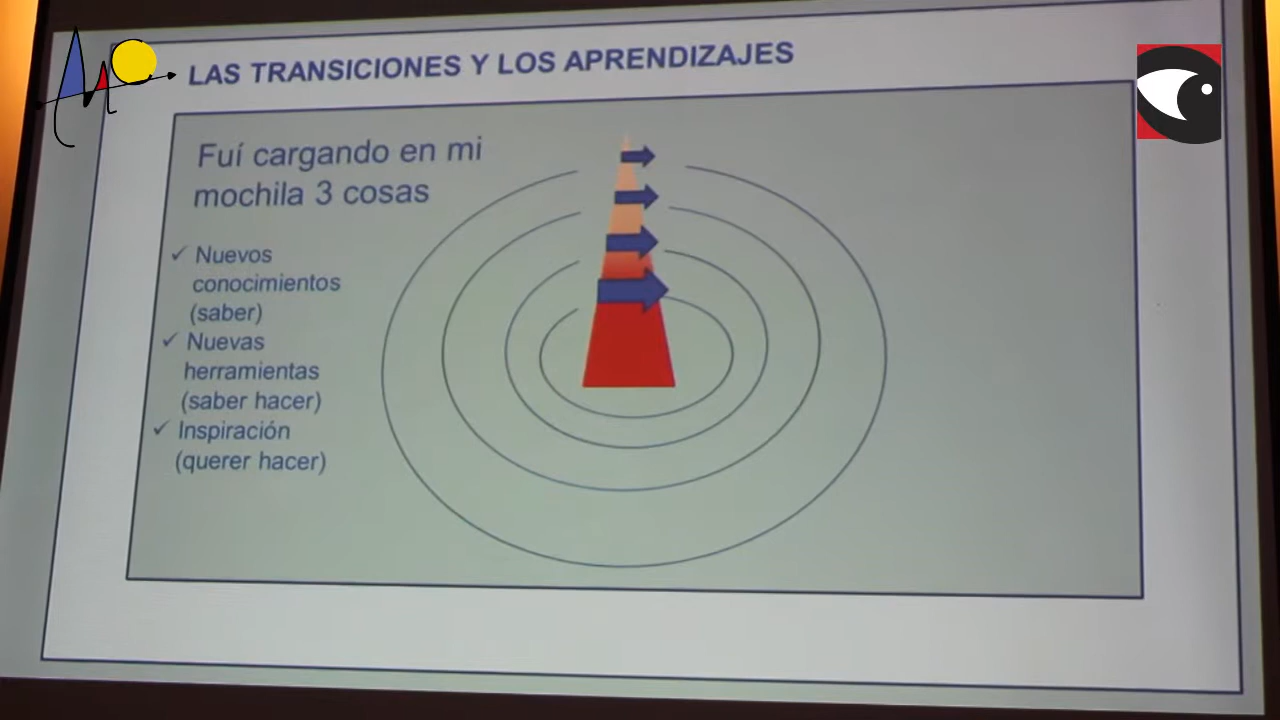 LAS TRANSICIONES Y LOS APRENDIZAJES
Fuí cargando en mi
mochila 3 cosas
✓ Nuevos
conocimientos
(saber)
✓ Nuevas
herramientas
(saber hacer)
✓ Inspiración
(querer hacer)